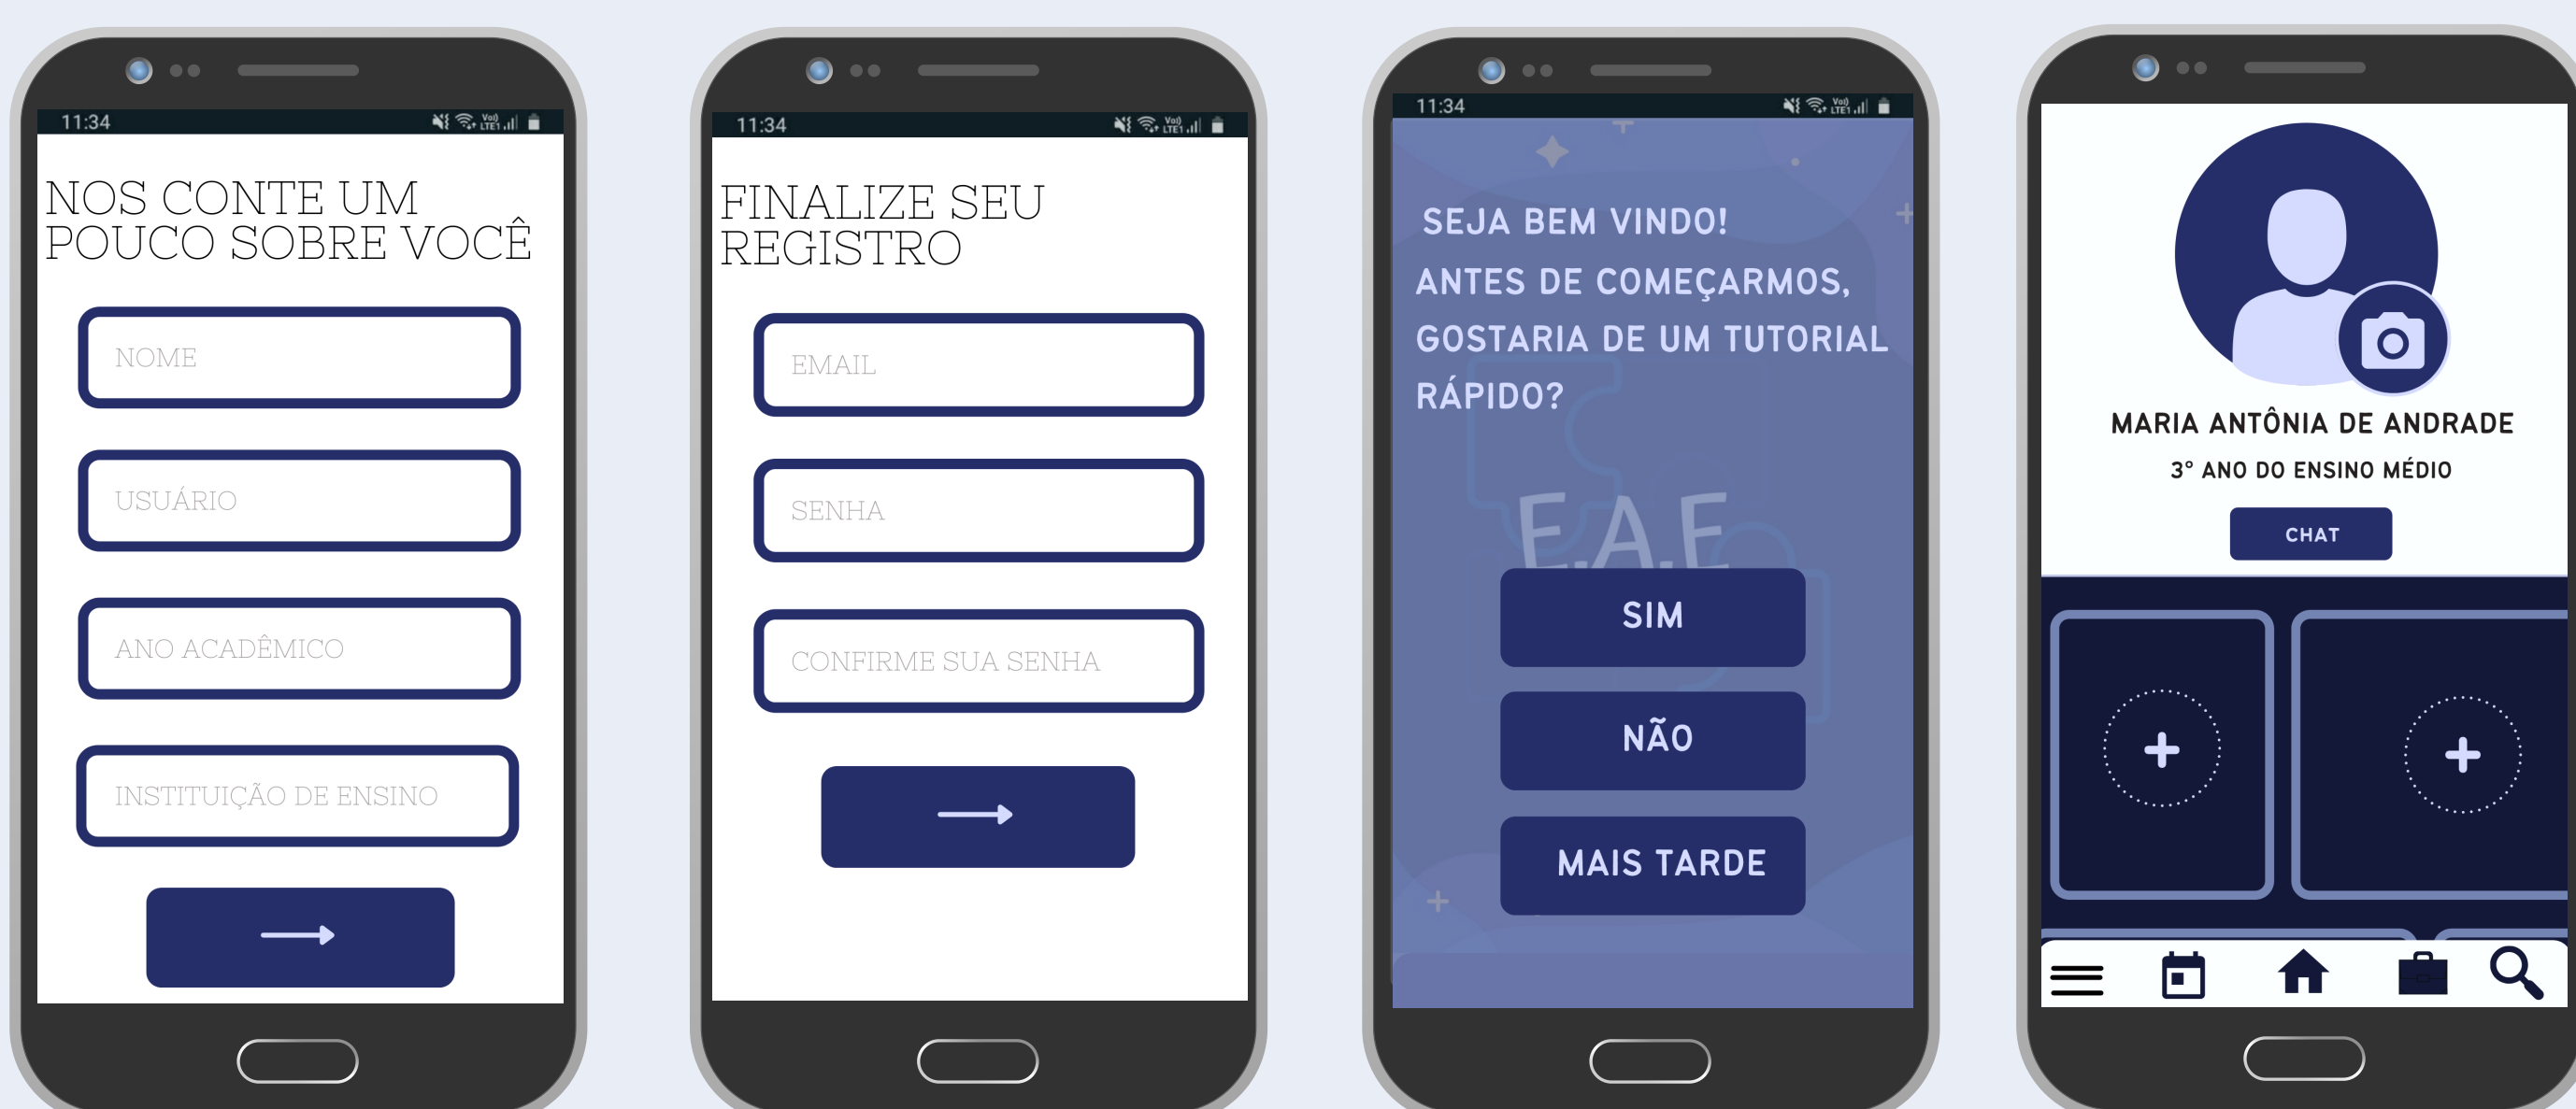 11:34
NOS CONTE UM
POUCO SOBRE VOCÊ
NOME
USUÁRIO
ANO ACADÊMICO
INSTITUIÇÃO DE ENSINO
11:34
FINALIZE SEU
REGISTRO
EMAIL
SENHA
CONFIRME SUA SENHA
11:34
SEJA BEM VINDO!
ANTES DE COMEÇARMOS,
GOSTARIA DE UM TUTORIAL
RÁPIDO?
E.A.E
SIM
NÃO
MAIS TARDE
MARIA ANTÔNIA DE ANDRADE
3° ANO DO ENSINO MÉDIO
CHAT